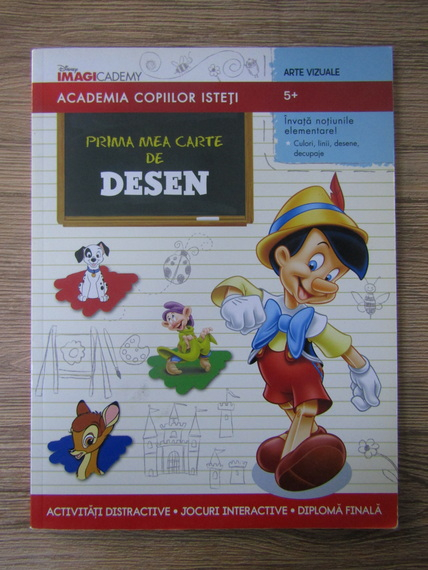 Disney
IMAGICADEMY
ARTE VIZUALE
ACADEMIA COPIILOR ISTEȚI
5+
PRIMA MEA CARTE
DE
DESEN
Învață noțiunile
elementare!
• Culori, linii, desene,
decupaje
ACTIVITĂȚI DISTRACTIVE • JOCURI INTERACTIVE • DIPLOMĂ FINALĂ